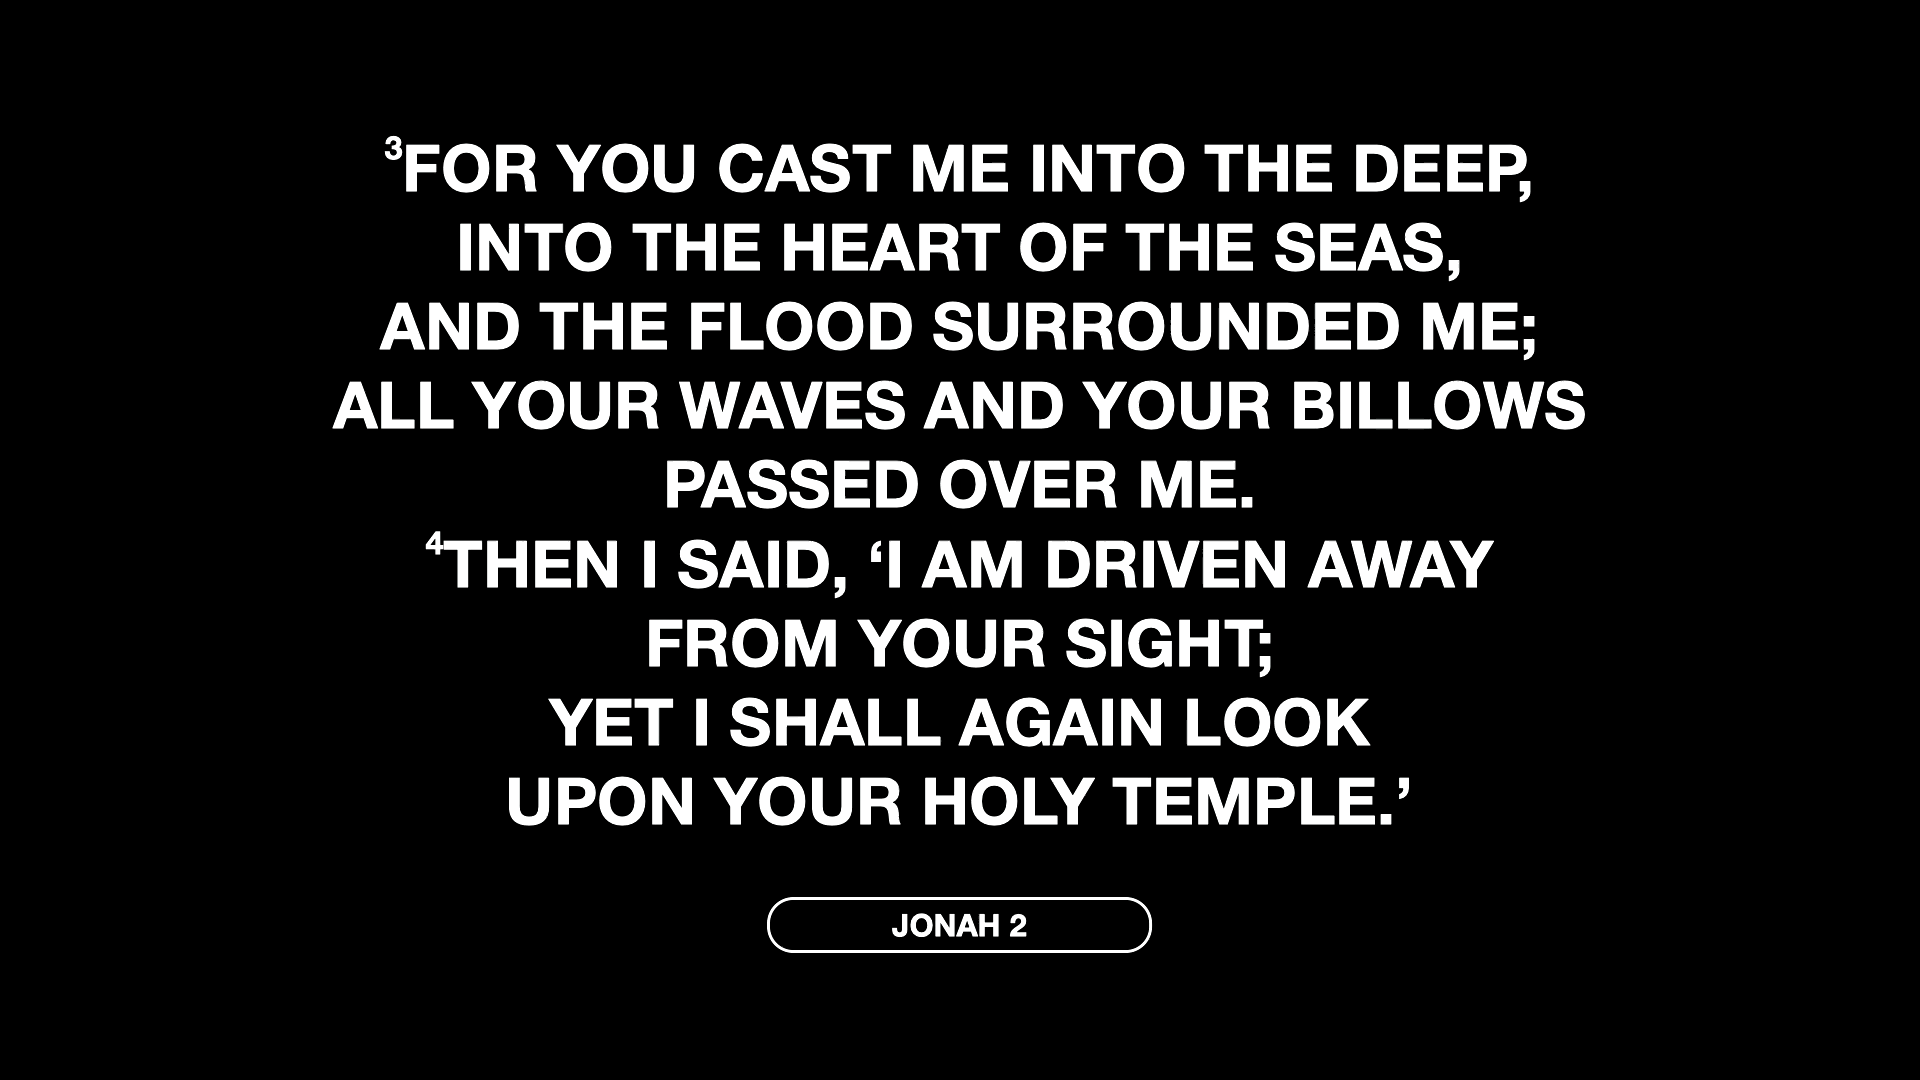 ³FOR YOU CAST ME INTO THE DEEP,
INTO THE HEART OF THE SEAS,
AND THE FLOOD SURROUNDED ME;
ALL YOUR WAVES AND YOUR BILLOWS
PASSED OVER ME.
⁴THEN I SAID, ‘I AM DRIVEN AWAY
FROM YOUR SIGHT;
YET I SHALL AGAIN LOOK
UPON YOUR HOLY TEMPLE.’
JONAH 2